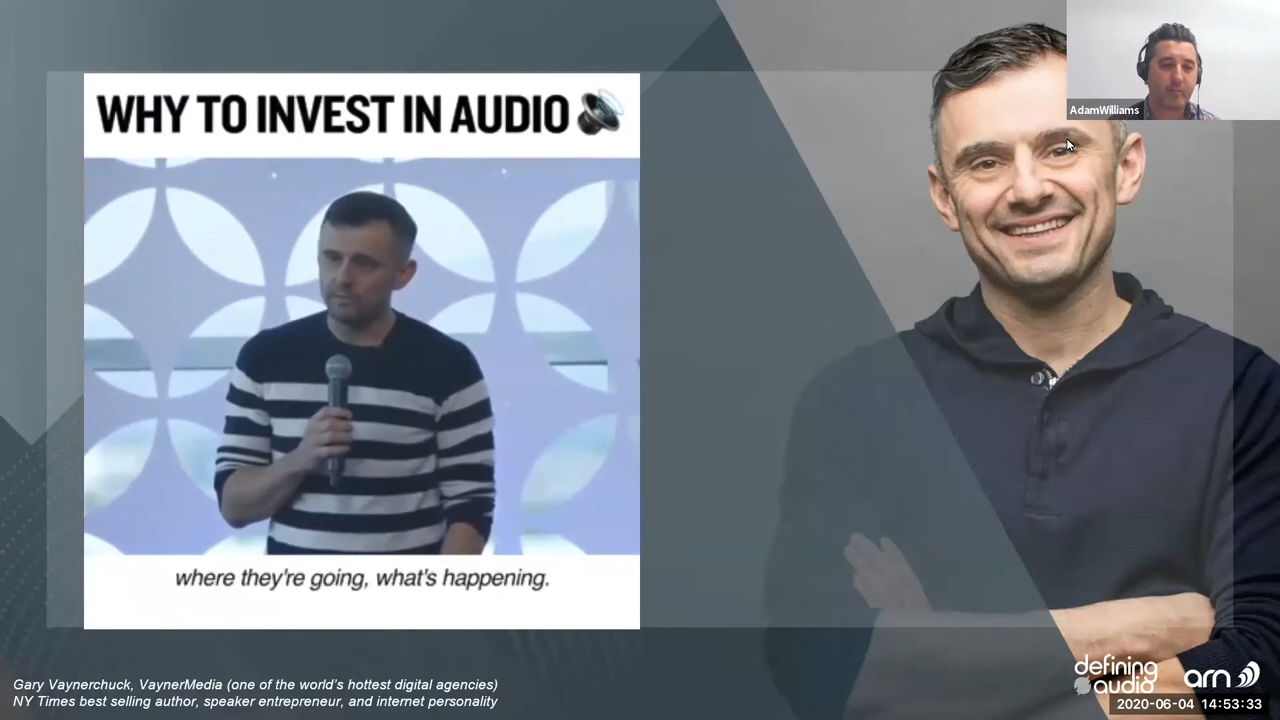 WHY TO INVEST IN AUDIO
AdamWilliams
where they're going, what's happening.
Gary Vaynerchuck, VaynerMedia (one of the world's hottest digital agencies)
NY Times best selling author, speaker entrepreneur, and internet personality
defining
audio
arn
2020-06-04 14:53:33